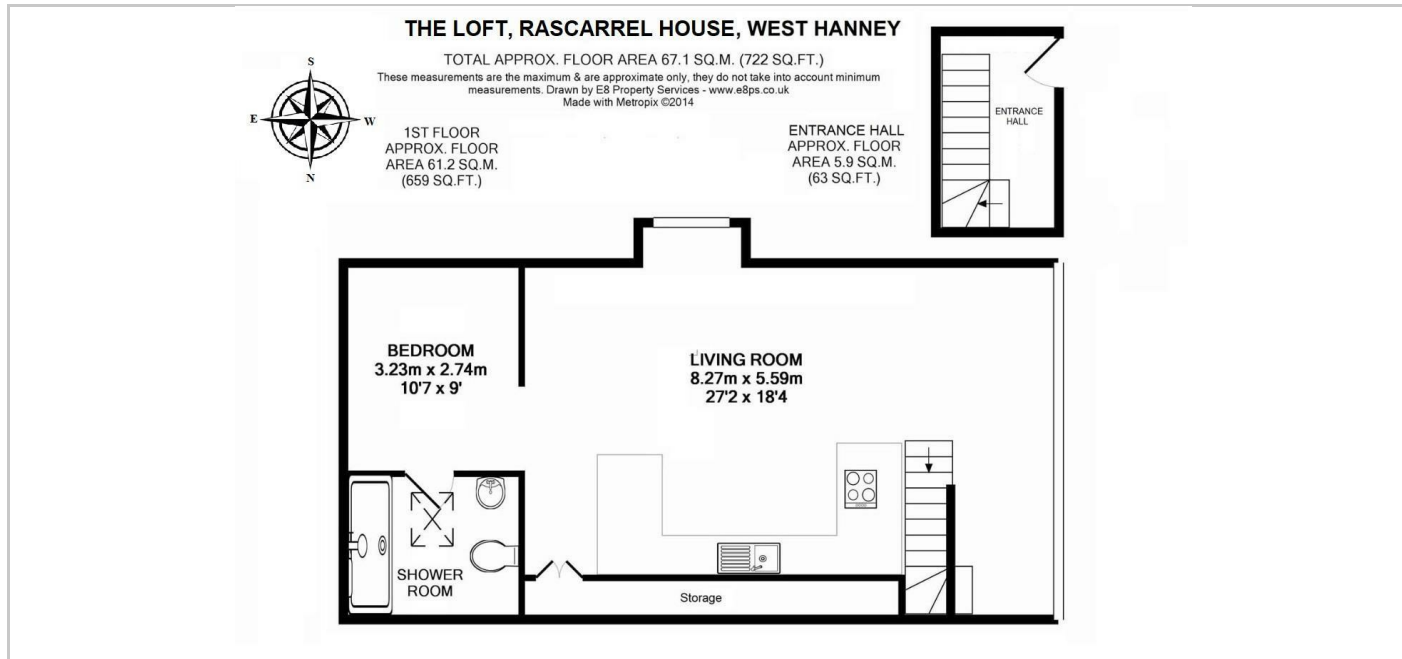 THE LOFT, RASCARREL HOUSE, WEST HANNEY
TOTAL APPROX. FLOOR AREA 67.1 SQ.M. (722 SQ.FT.)
These measurements are the maximum & are approximate only, they do not take into account minimum
measurements. Drawn by E8 Property Services - www.e8ps.co.uk
Made with Metropix ©2014
S
E
W
N
1ST FLOOR
APPROX. FLOOR
AREA 61.2 SQ.M.
(659 SQ.FT.)
ENTRANCE HALL
APPROX. FLOOR
AREA 5.9 SQ.M.
(63 SQ.FT.)
ENTRANCE
HALL
BEDROOM
3.23m x 2.74m
10'7 x 9'
LIVING ROOM
8.27m x 5.59m
27'2 x 18'4
SHOWER
ROOM
Storage